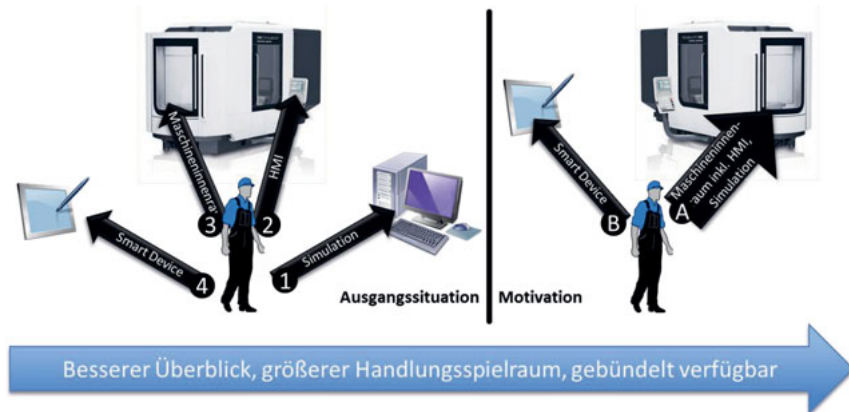 Maschineninnenra
HMI
3
2
Smart Device
4
Simulation
1
Ausgangssituation
Smart Device
B
Maschineninnen-
raum inkl. HMI,
Simulation
A
Motivation
Besserer Überblick, größerer Handlungsspielraum, gebündelt verfügbar